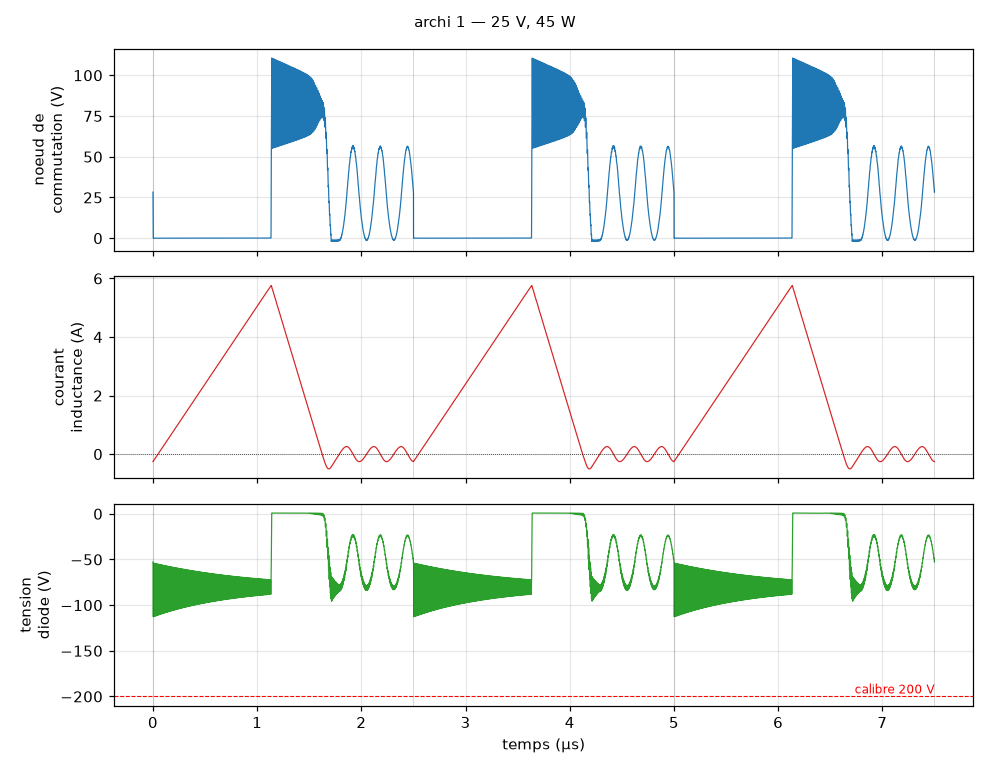 archi 1 — 25 V, 45 W
noeud de
commutation (V)
100
75
50
25
0
courant
inductance (A)
6
4
2
0
tension
diode (V)
0
−50
−100
−150
−200
calibre 200 V
0 1 2 3 4 5 6 7
temps (µs)